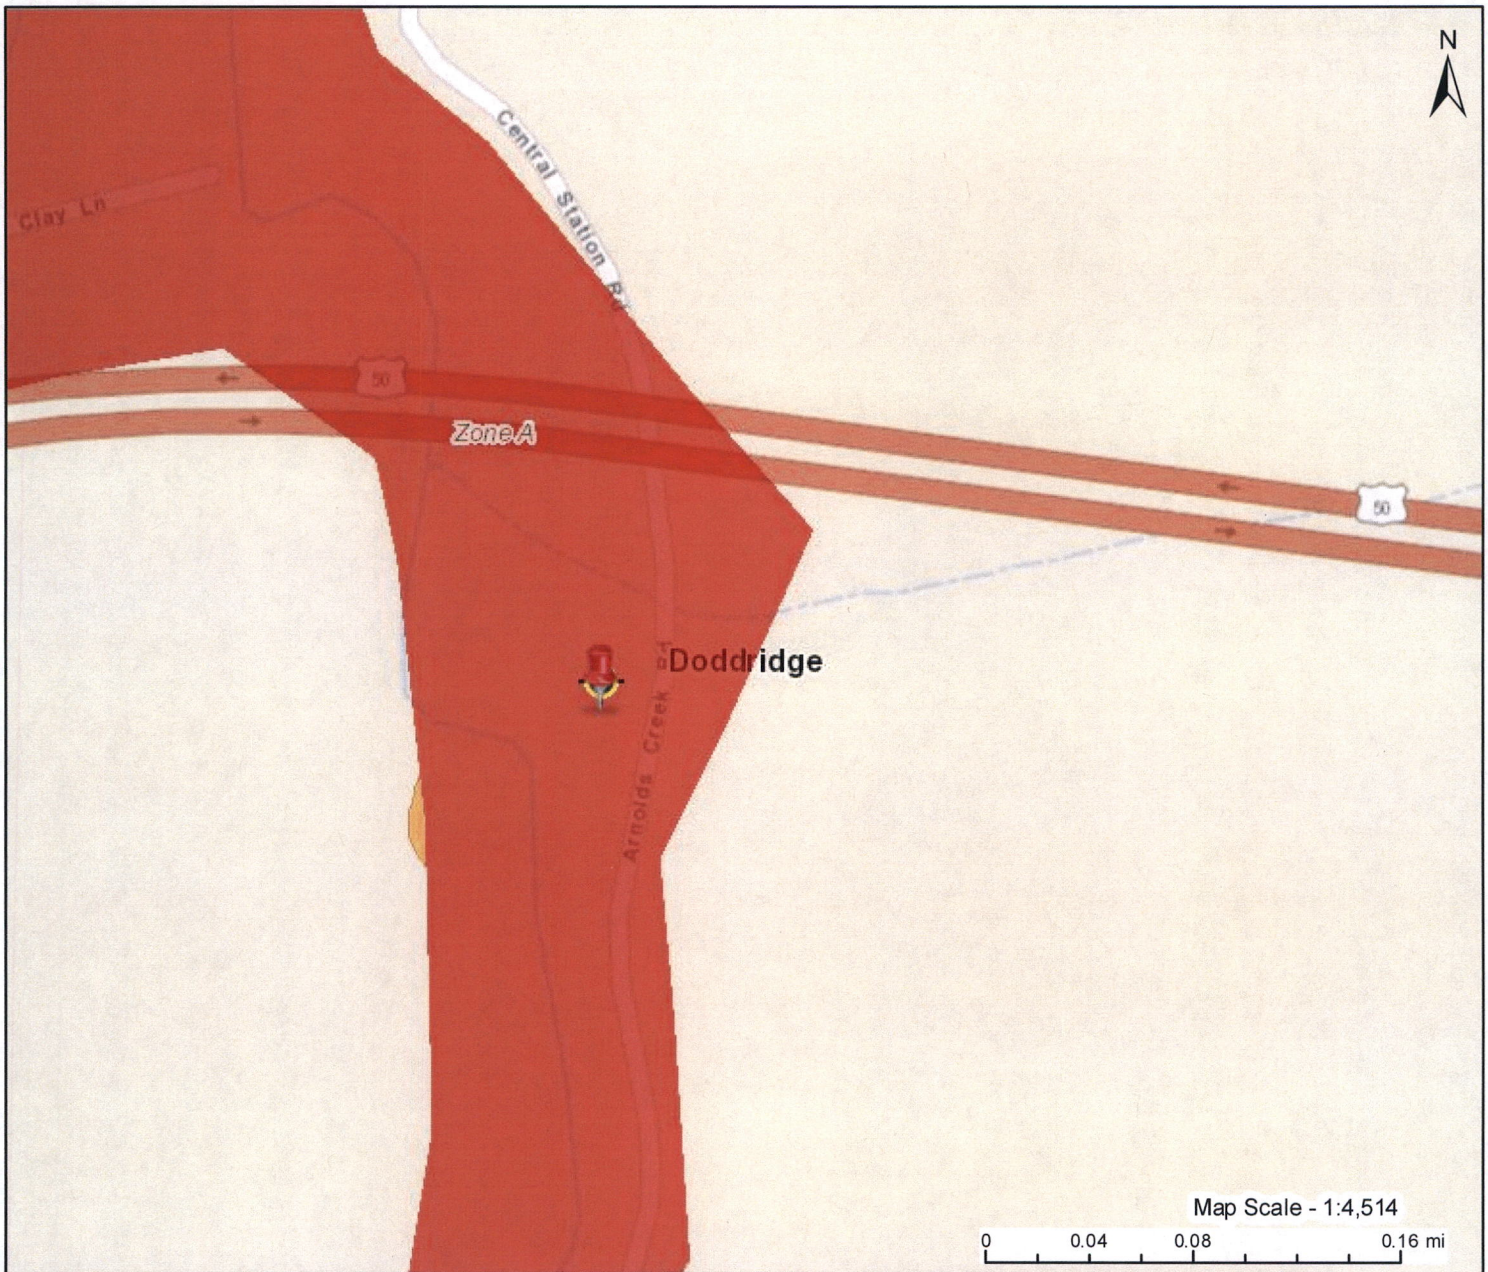 N
Central Station Rd
Clay Ln
50
Zone A
50
Doddridge
Arnolds Creek Rd
Map Scale - 1:4,514
0 0.04 0.08 0.16 mi